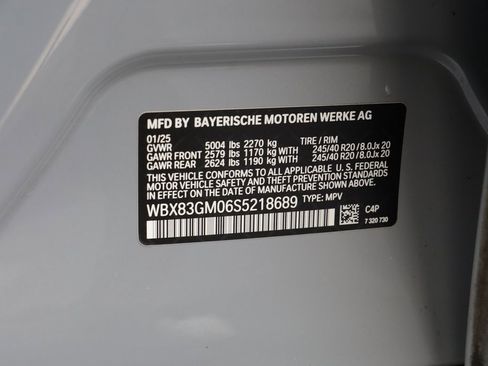 MFD BY BAYERISCHE MOTOREN WERKE AG
01/25
GVWR 5004 lbs 2270 kg TIRE / RIM
GAWR FRONT 2579 lbs 1170 kg WITH 245/40 R20 / 8.0Jx 20
GAWR REAR 2624 lbs 1190 kg WITH 245/40 R20 / 8.0Jx 20
THIS VEHICLE CONFORMS TO ALL APPLICABLE U.S. FEDERAL
MOTOR VEHICLE SAFETY, BUMPER, AND THEFT PREVENTION STANDARDS
IN EFFECT ON THE DATE OF MANUFACTURE SHOWN ABOVE.
WBX83GM06S5218689 TYPE: MPV
C4P
7 320 730